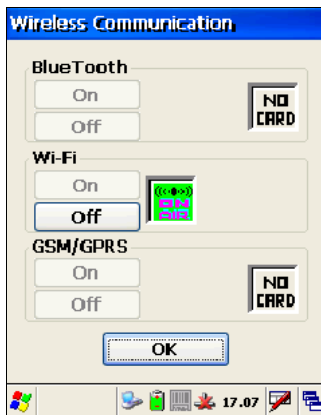 Wireless Communication
BlueTooth
On
Off
NO
CARD
Wi-Fi
On
Off
ON
AIR
GSM/GPRS
On
Off
NO
CARD
OK
17.07